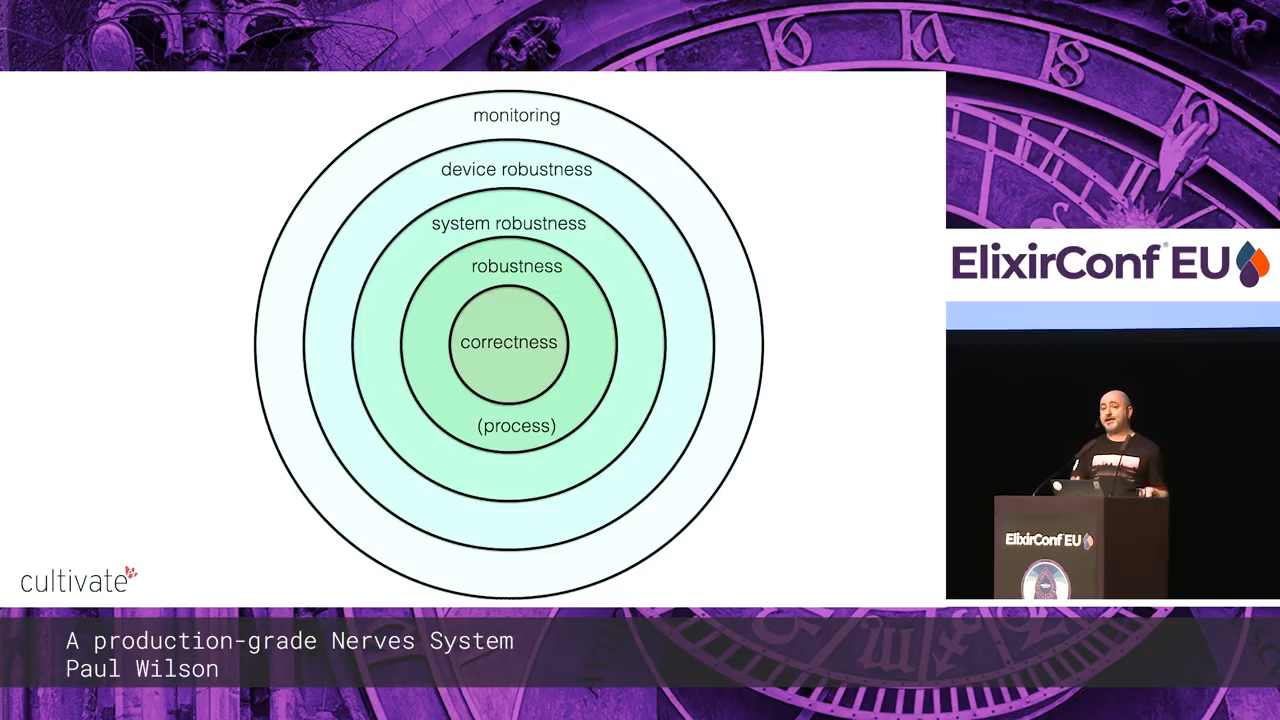 monitoring
device robustness
system robustness
robustness
correctness
(process)
cultivate
ElixirConf® EU
ElixirConf EU
A production-grade Nerves System
Paul Wilson